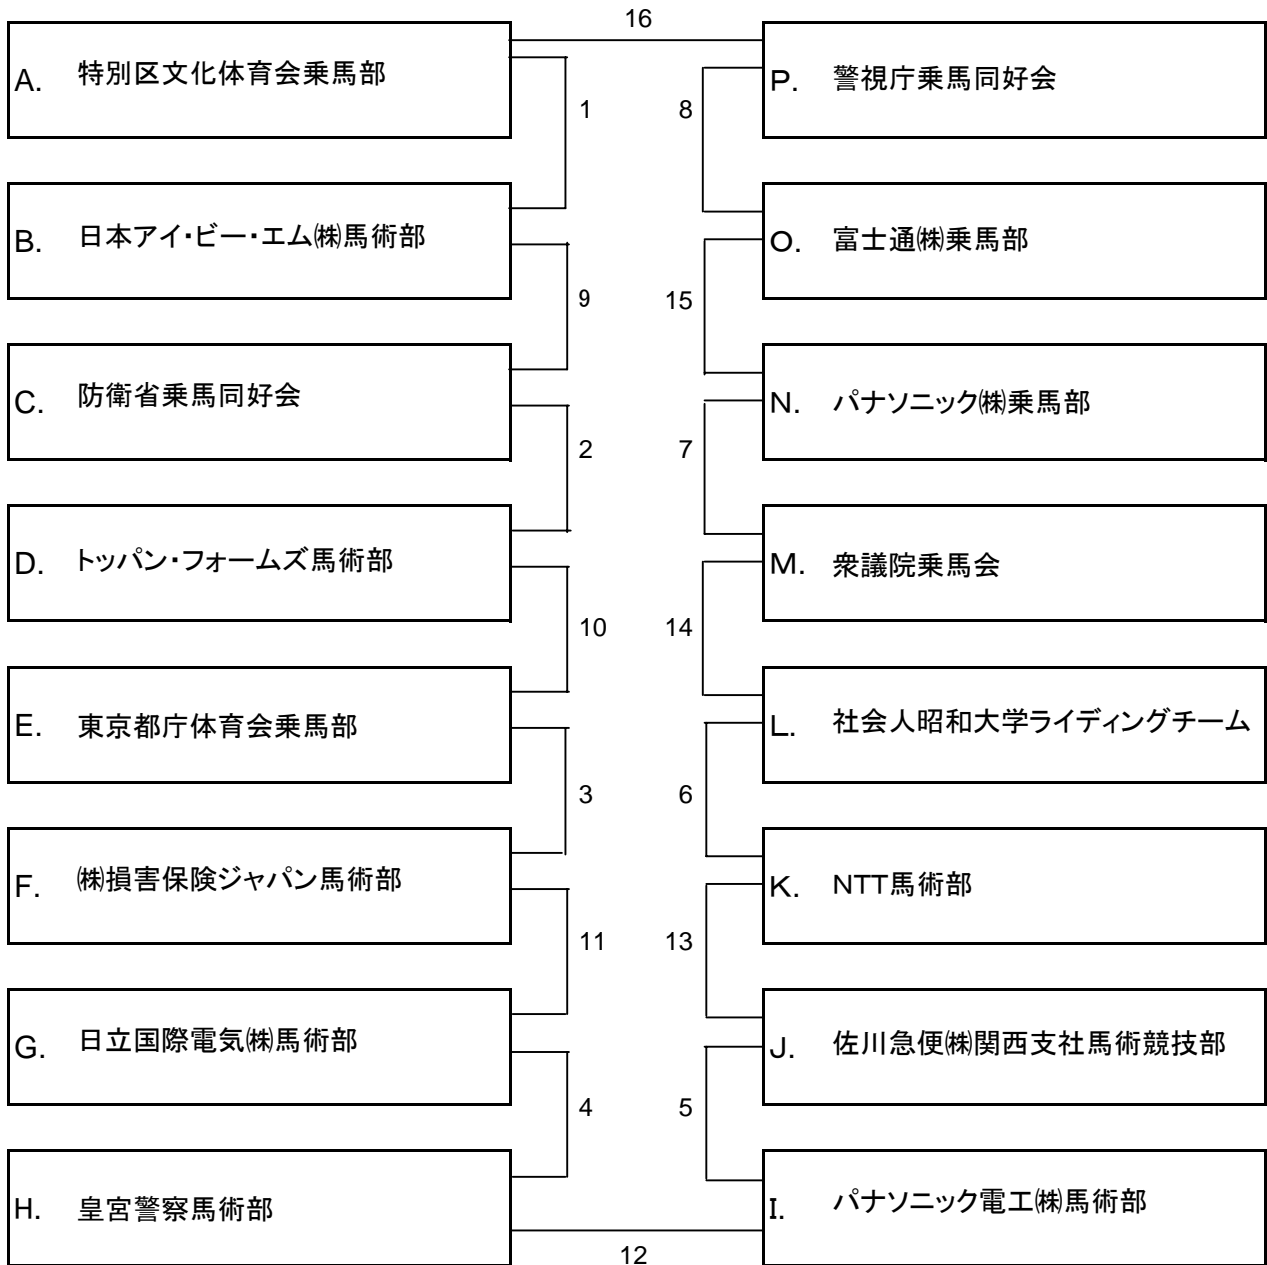 16
A. 特別区文化体育会乗馬部
P. 警視庁乗馬同好会
1
8
B. 日本アイ・ビー・エム㈱馬術部
O. 富士通㈱乗馬部
9
15
C. 防衛省乗馬同好会
N. パナソニック㈱乗馬部
2
7
D. トッパン・フォームズ馬術部
M. 衆議院乗馬会
10
14
E. 東京都庁体育会乗馬部
L. 社会人昭和大学ライディングチーム
3
6
F. ㈱損害保険ジャパン馬術部
K. NTT馬術部
11
13
G. 日立国際電気㈱馬術部
J. 佐川急便㈱関西支社馬術競技部
4
5
H. 皇宮警察馬術部
I. パナソニック電工㈱馬術部
12